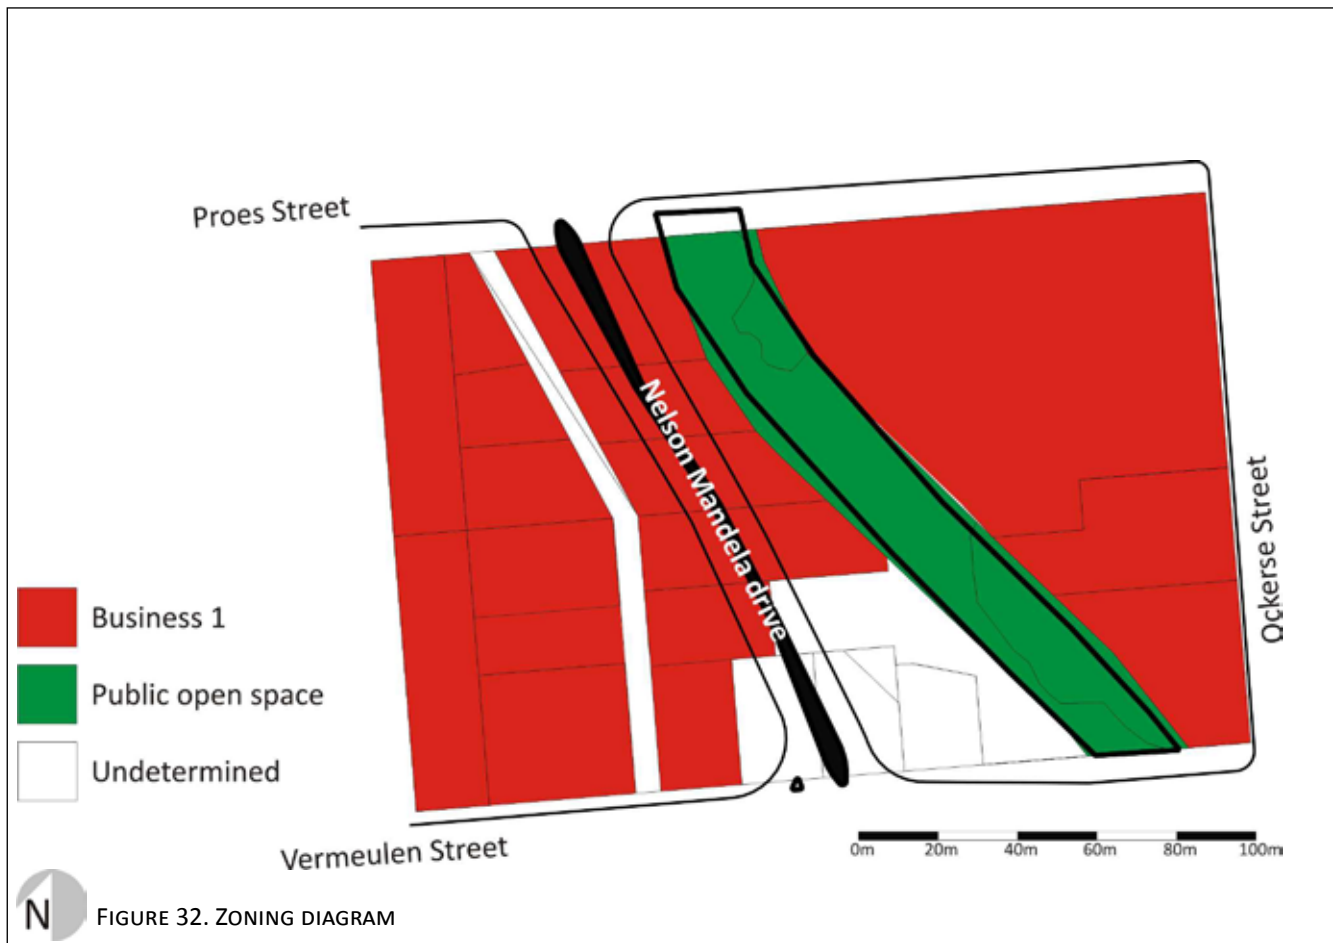 Proes Street
Nelson Mandela drive
Ockerse Street
Business 1
Public open space
Undetermined
Vermeulen Street
0m 20m 40m 60m 80m 100m
N
FIGURE 32. ZONING DIAGRAM